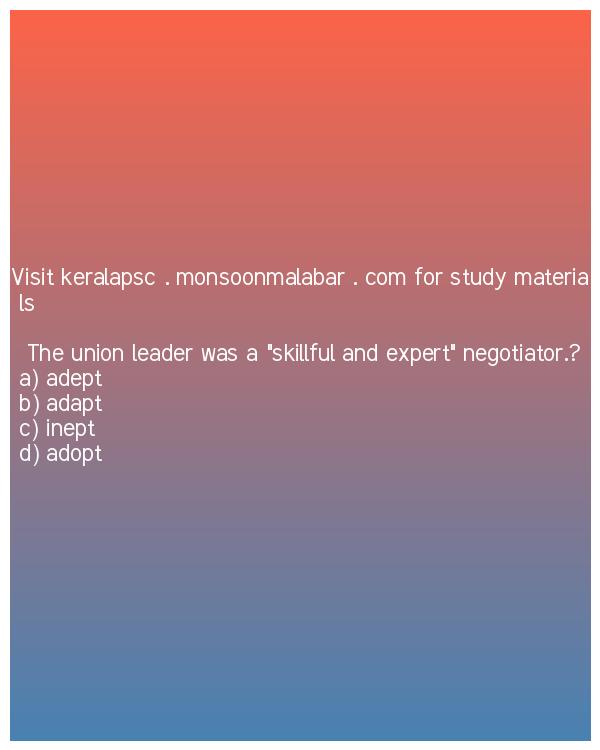 Visit keralapsc . monsoonmalabar . com for study materia
ls
The union leader was a "skillful and expert" negotiator.?
a) adept
b) adapt
c) inept
d) adopt